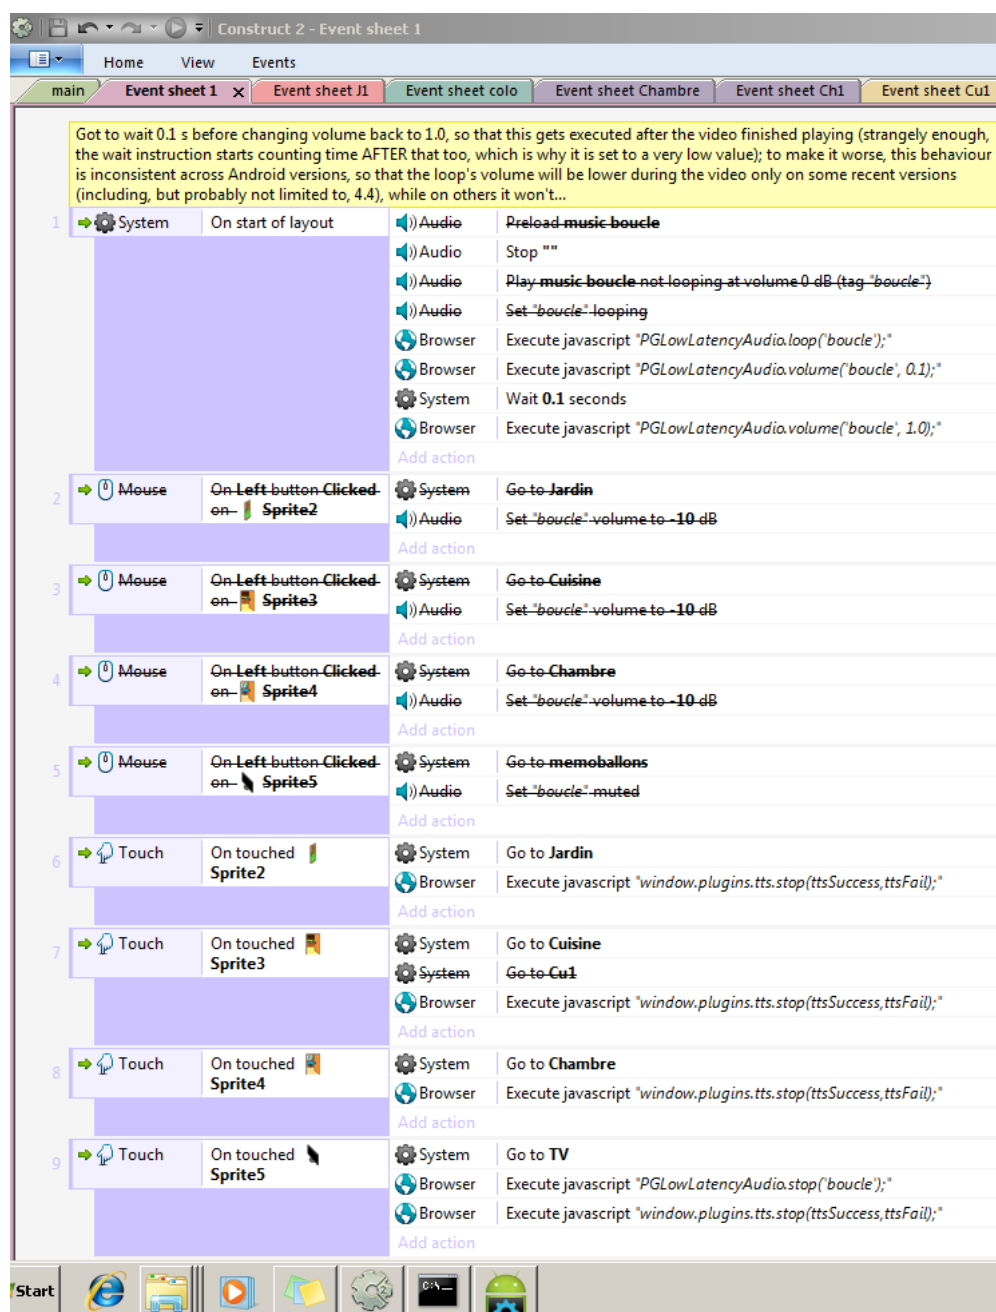 Construct 2 - Event sheet 1
Home View Events
main Event sheet 1 x Event sheet J1 Event sheet colo Event sheet Chambre Event sheet Ch1 Event sheet Cu1
Got to wait 0.1 s before changing volume back to 1.0, so that this gets executed after the video finished playing (strangely enough,
the wait instruction starts counting time AFTER that too, which is why it is set to a very low value); to make it worse, this behaviour
is inconsistent across Android versions, so that the loop's volume will be lower during the video only on some recent versions
(including, but probably not limited to, 4.4), while on others it won't...
1 System On start of layout Audio Preload music boucle
Audio Stop ""
Audio Play music boucle not looping at volume 0 dB (tag "boucle")
Audio Set "boucle" looping
Browser Execute javascript "PGLowLatencyAudio.loop('boucle');"
Browser Execute javascript "PGLowLatencyAudio.volume('boucle', 0.1);"
System Wait 0.1 seconds
Browser Execute javascript "PGLowLatencyAudio.volume('boucle', 1.0);"
Add action
2 Mouse On Left button Clicked System Go to Jardin
on Sprite2 Audio Set "boucle" volume to -10 dB
Add action
3 Mouse On Left button Clicked System Go to Cuisine
on Sprite3 Audio Set "boucle" volume to -10 dB
Add action
4 Mouse On Left button Clicked System Go to Chambre
on Sprite4 Audio Set "boucle" volume to -10 dB
Add action
5 Mouse On Left button Clicked System Go to memoballons
on Sprite5 Audio Set "boucle" muted
Add action
6 Touch On touched System Go to Jardin
Sprite2 Browser Execute javascript "window.plugins.tts.stop(ttsSuccess,ttsFail);"
Add action
7 Touch On touched System Go to Cuisine
Sprite3 System Go to Cu1
Browser Execute javascript "window.plugins.tts.stop(ttsSuccess,ttsFail);"
Add action
8 Touch On touched System Go to Chambre
Sprite4 Browser Execute javascript "window.plugins.tts.stop(ttsSuccess,ttsFail);"
Add action
9 Touch On touched System Go to TV
Sprite5 Browser Execute javascript "PGLowLatencyAudio.stop('boucle');"
Browser Execute javascript "window.plugins.tts.stop(ttsSuccess,ttsFail);"
Add action
Start C:\_